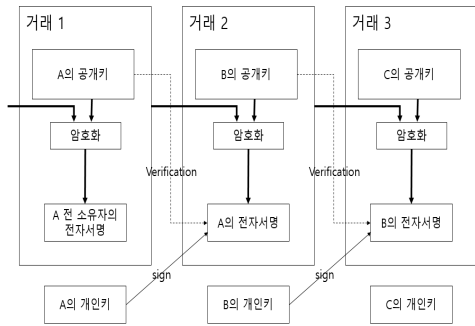 거래 1
거래 2
거래 3
A의 공개키
B의 공개키
C의 공개키
암호화
암호화
암호화
Verification
Verification
A 전 소유자의
전자서명
A의 전자서명
B의 전자서명
sign
sign
A의 개인키
B의 개인키
C의 개인키